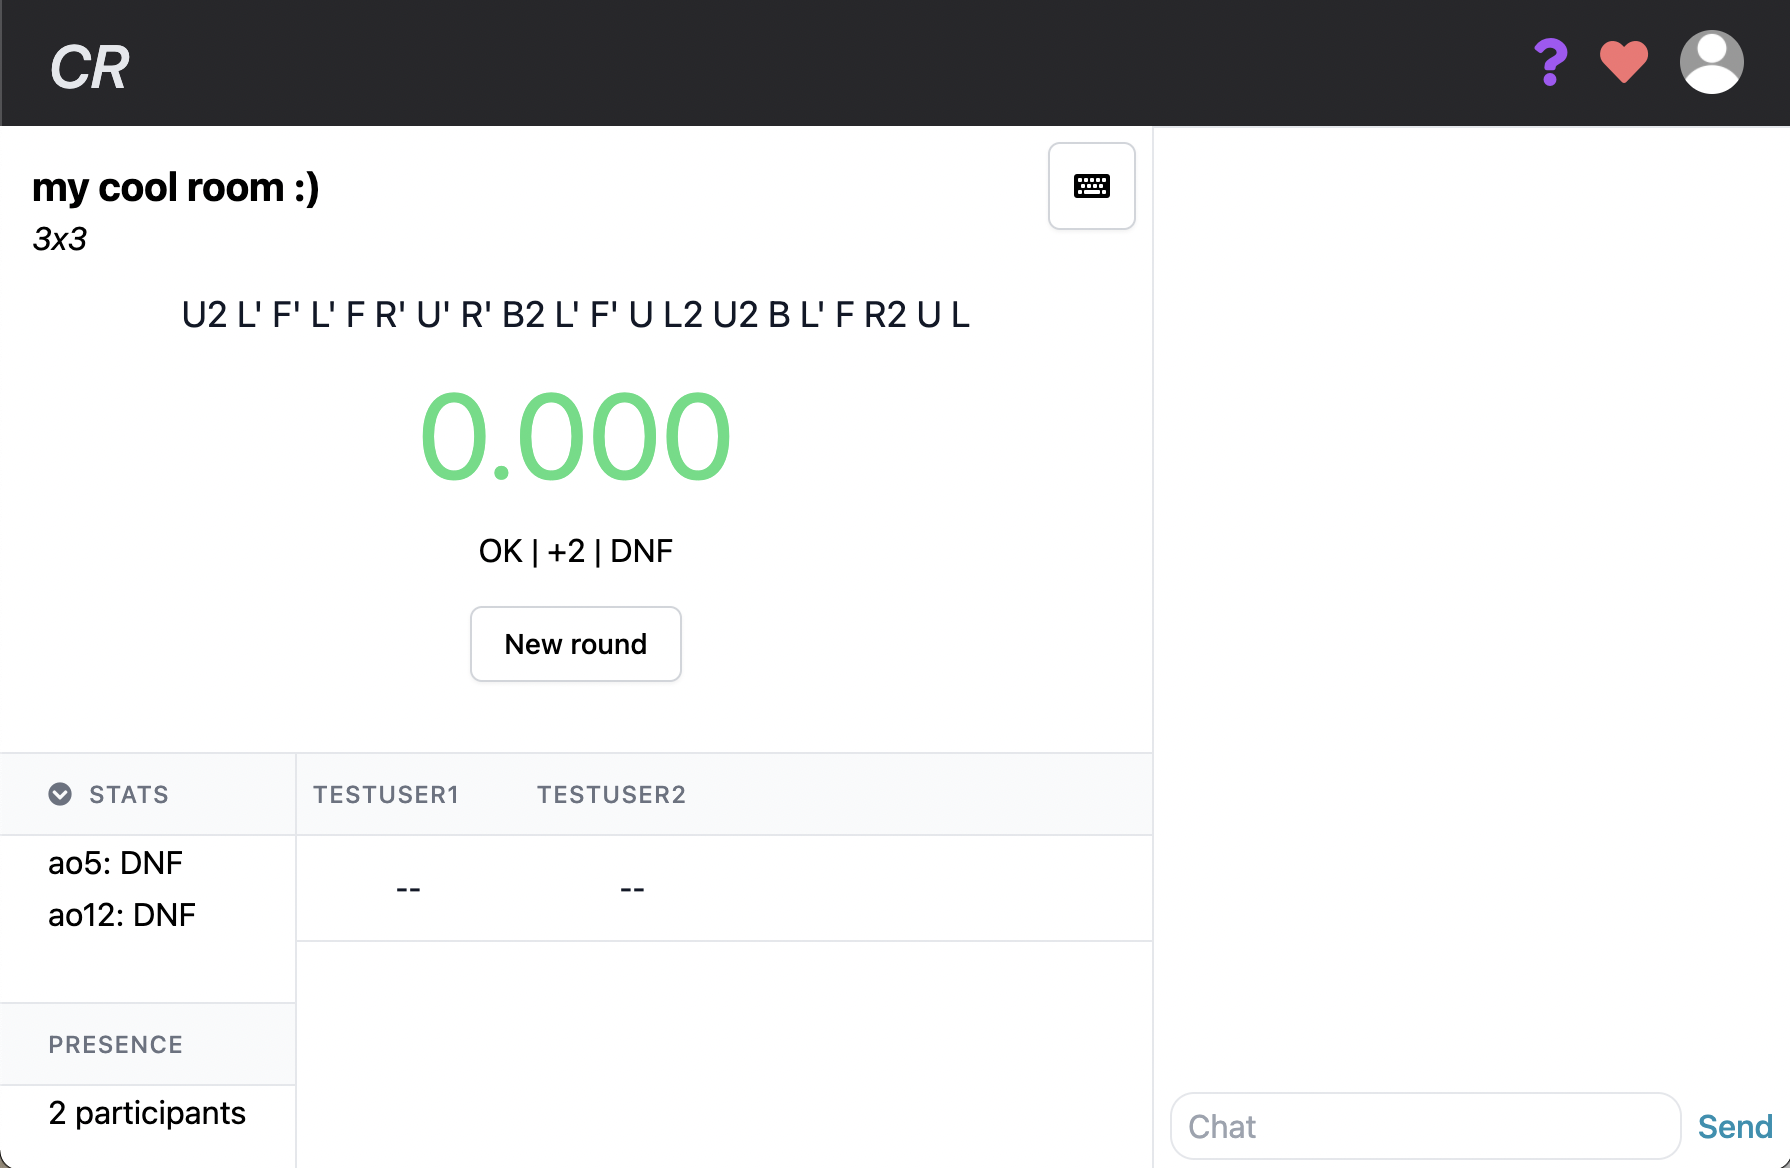 CR
my cool room :)
3x3
U2 L' F' L' F R' U' R' B2 L' F' U L2 U2 B L' F R2 U L
0.000
OK | +2 | DNF
New round
STATS
TESTUSER1
TESTUSER2
ao5: DNF
ao12: DNF
--
--
PRESENCE
2 participants
Chat
Send